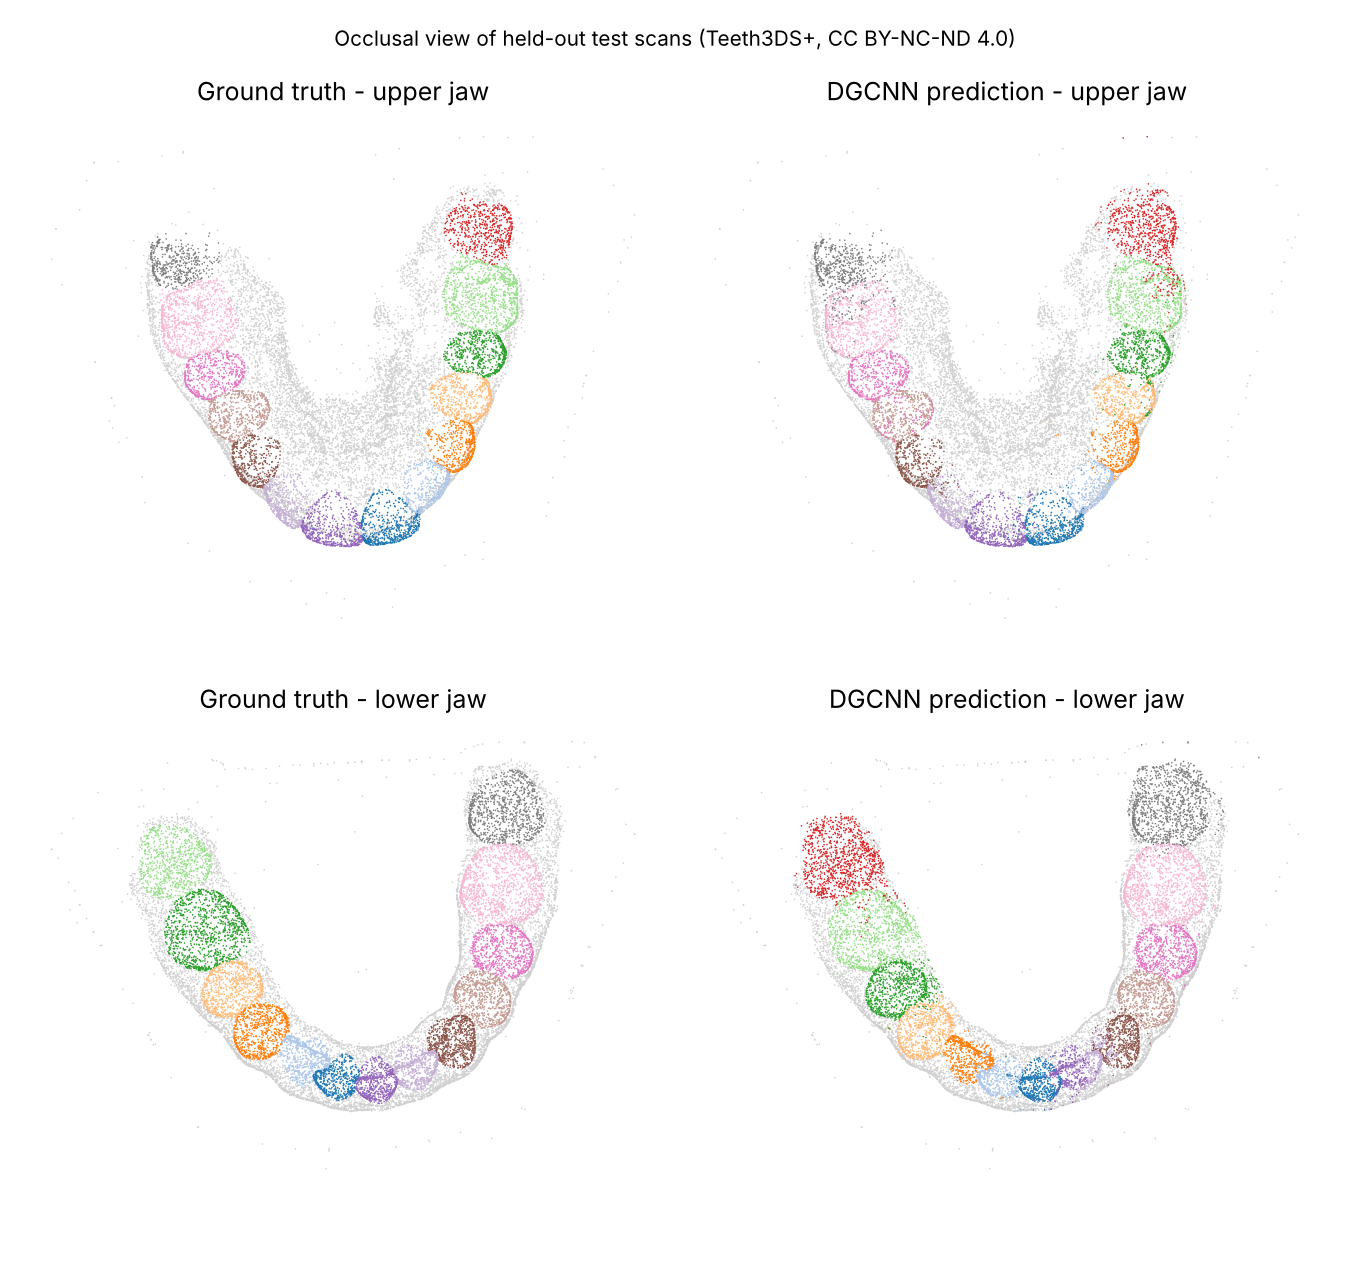 Occlusal view of held-out test scans (Teeth3DS+, CC BY-NC-ND 4.0)
Ground truth - upper jaw
DGCNN prediction - upper jaw
Ground truth - lower jaw
DGCNN prediction - lower jaw